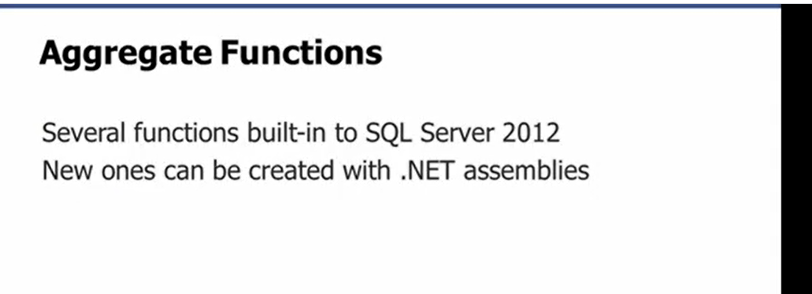 Aggregate Functions
Several functions built-in to SQL Server 2012
New ones can be created with .NET assemblies